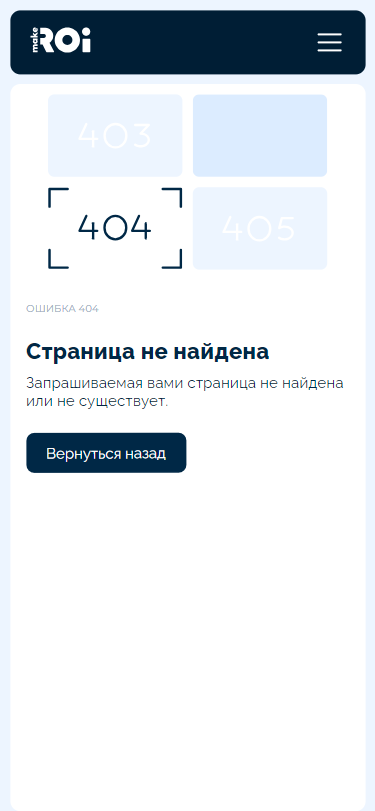 make ROi
403
404
405
ОШИБКА 404
Страница не найдена
Запрашиваемая вами страница не найдена
или не существует.
Вернуться назад